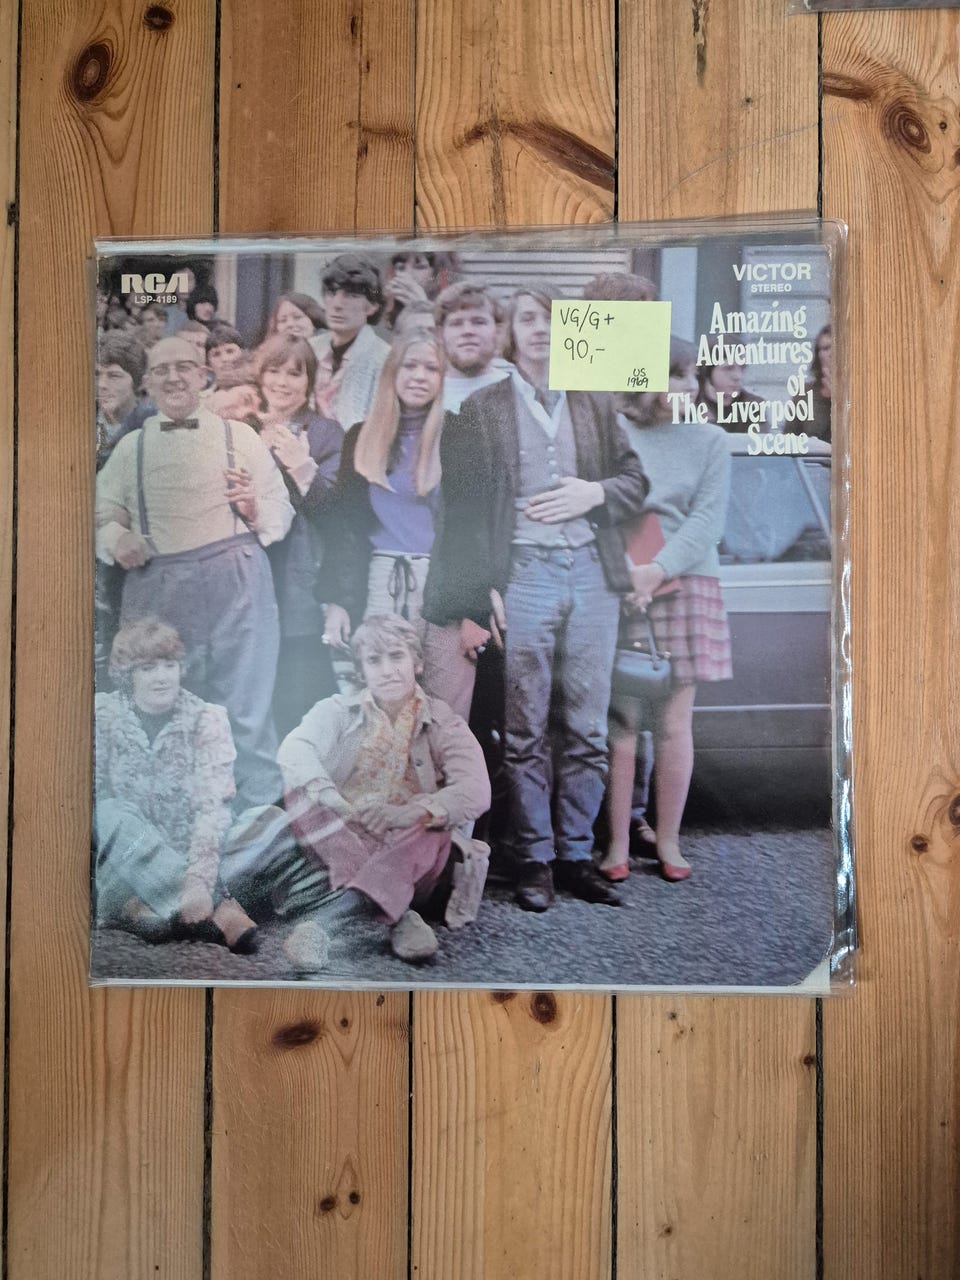 RCA
LSP-4189
VICTOR
STEREO
Amazing
Adventures
of
The Liverpool
Scene
VG/G+
90,-
US
1969